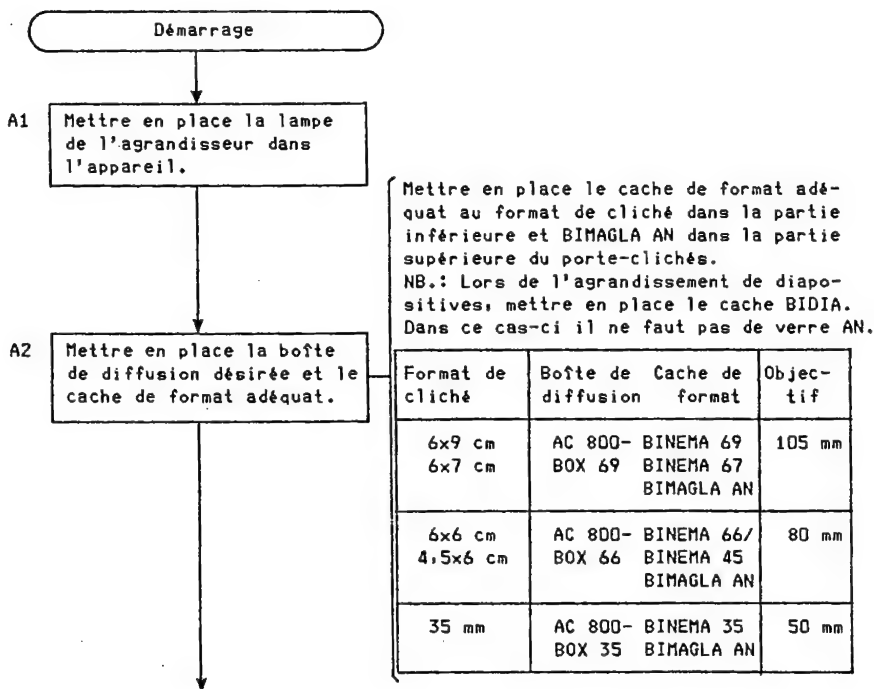 Démarrage
A1
Mettre en place la lampe
de l'agrandisseur dans
l'appareil.
Mettre en place le cache de format adé-
quat au format de cliché dans la partie
inférieure et BIMAGLA AN dans la partie
supérieure du porte-clichés.
NB.: Lors de l'agrandissement de diapo-
sitives, mettre en place le cache BIDIA.
Dans ce cas-ci il ne faut pas de verre AN.
A2
Mettre en place la boîte
de diffusion désirée et le
cache de format adéquat.
Format de Boîte de Cache de Objec-
cliché diffusion format tif
6x9 cm AC 800- BINEMA 69 105 mm
6x7 cm BOX 69 BINEMA 67
BIMAGLA AN
6x6 cm AC 800- BINEMA 66/ 80 mm
4,5x6 cm BOX 66 BINEMA 45
BIMAGLA AN
35 mm AC 800- BINEMA 35 50 mm
BOX 35 BIMAGLA AN